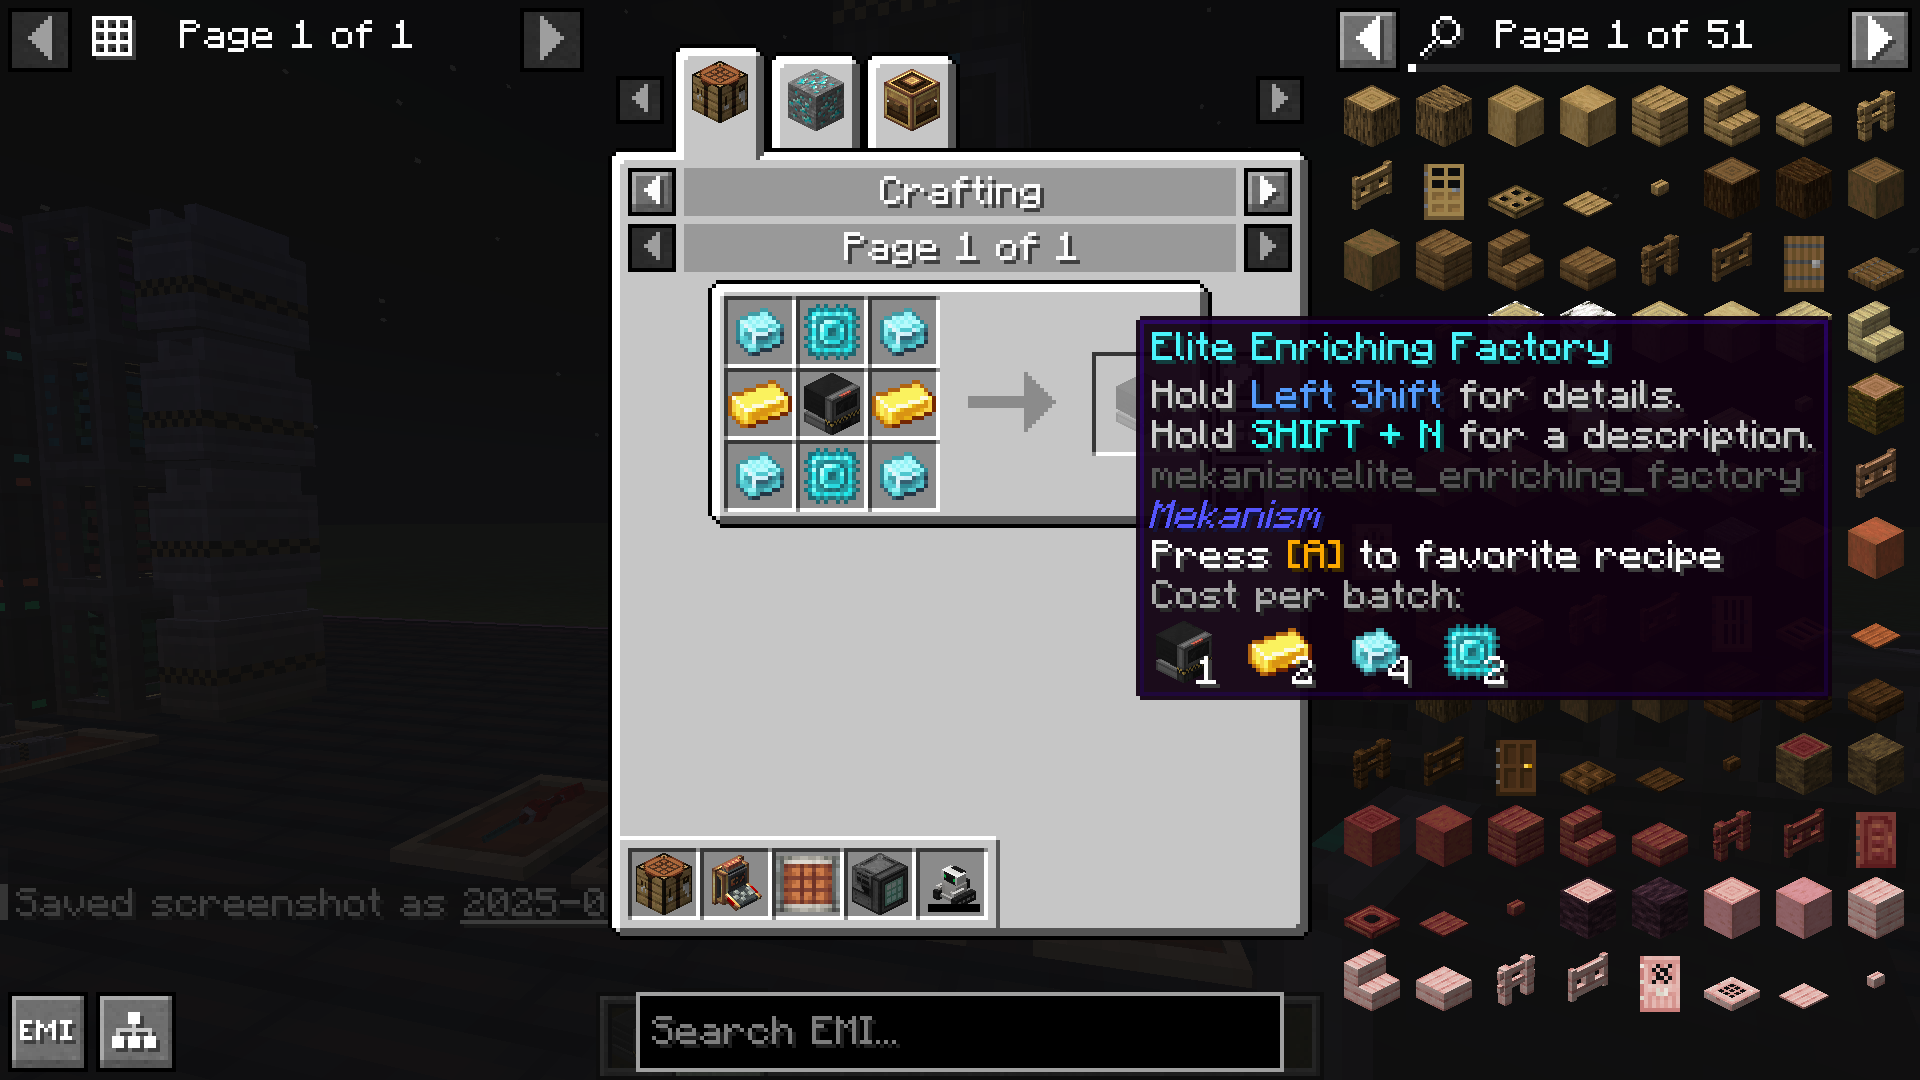 Page 1 of 1
Page 1 of 51
Crafting
Page 1 of 1
Elite Enriching Factory
Hold Left Shift for details.
Hold SHIFT + N for a description.
mekanism:elite_enriching_factory
Mekanism
Press [A] to favorite recipe
Cost per batch:
1 2 4 2
Saved screenshot as 2025-0
EMI
Search EMI...